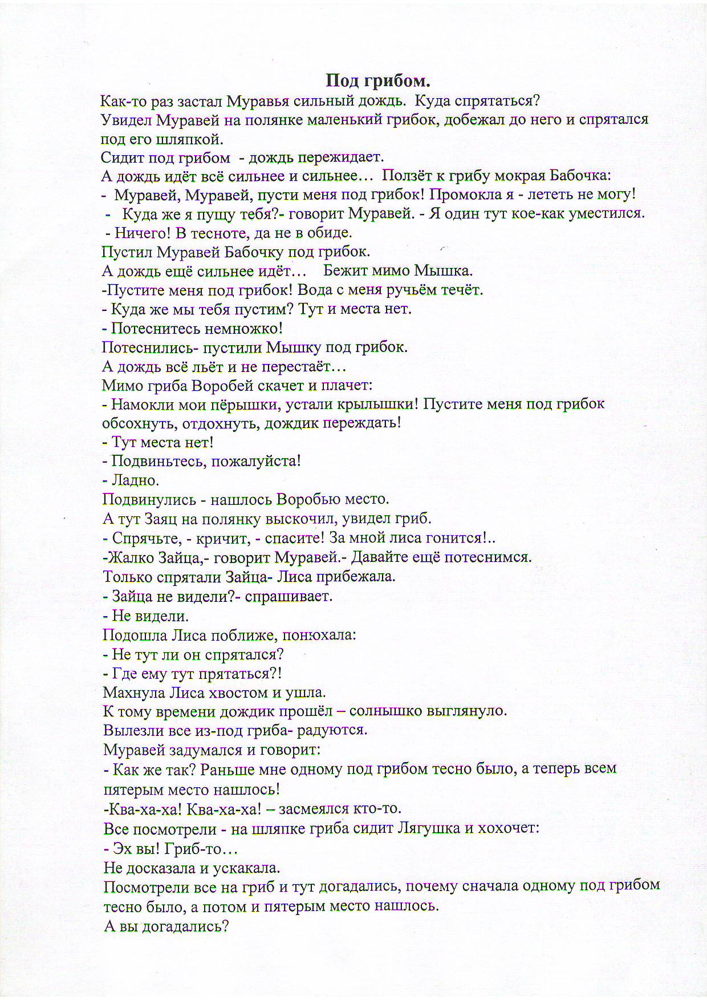 Под грибом.
Как-то раз застал Муравья сильный дождь.  Куда спрятаться?
Увидел Муравей на полянке маленький грибок, добежал до него и спрятался
под его шляпкой.
Сидит под грибом  - дождь пережидает.
А дождь идёт всё сильнее и сильнее…  Ползёт к грибу мокрая Бабочка:
-  Муравей, Муравей, пусти меня под грибок! Промокла я - лететь не могу!
-   Куда же я пущу тебя?- говорит Муравей. - Я один тут кое-как уместился.
- Ничего! В тесноте, да не в обиде.
Пустил Муравей Бабочку под грибок.
А дождь ещё сильнее идёт…    Бежит мимо Мышка.
-Пустите меня под грибок! Вода с меня ручьём течёт.
- Куда же мы тебя пустим? Тут и места нет.
- Потеснитесь немножко!
Потеснились- пустили Мышку под грибок.
А дождь всё льёт и не перестаёт…
Мимо гриба Воробей скачет и плачет:
- Намокли мои пёрышки, устали крылышки! Пустите меня под грибок
обсохнуть, отдохнуть, дождик переждать!
- Тут места нет!
- Подвиньтесь, пожалуйста!
- Ладно.
Подвинулись - нашлось Воробью место.
А тут Заяц на полянку выскочил, увидел гриб.
- Спрячьте, - кричит, - спасите! За мной лиса гонится!..
-Жалко Зайца,- говорит Муравей.- Давайте ещё потеснимся.
Только спрятали Зайца- Лиса прибежала.
- Зайца не видели?- спрашивает.
- Не видели.
Подошла Лиса поближе, понюхала:
- Не тут ли он спрятался?
- Где ему тут прятаться?!
Махнула Лиса хвостом и ушла.
К тому времени дождик прошёл – солнышко выглянуло.
Вылезли все из-под гриба- радуются.
Муравей задумался и говорит:
- Как же так? Раньше мне одному под грибом тесно было, а теперь всем
пятерым место нашлось!
-Ква-ха-ха! Ква-ха-ха! – засмеялся кто-то.
Все посмотрели - на шляпке гриба сидит Лягушка и хохочет:
- Эх вы! Гриб-то…
Не досказала и ускакала.
Посмотрели все на гриб и тут догадались, почему сначала одному под грибом
тесно было, а потом и пятерым место нашлось.
А вы догадались?